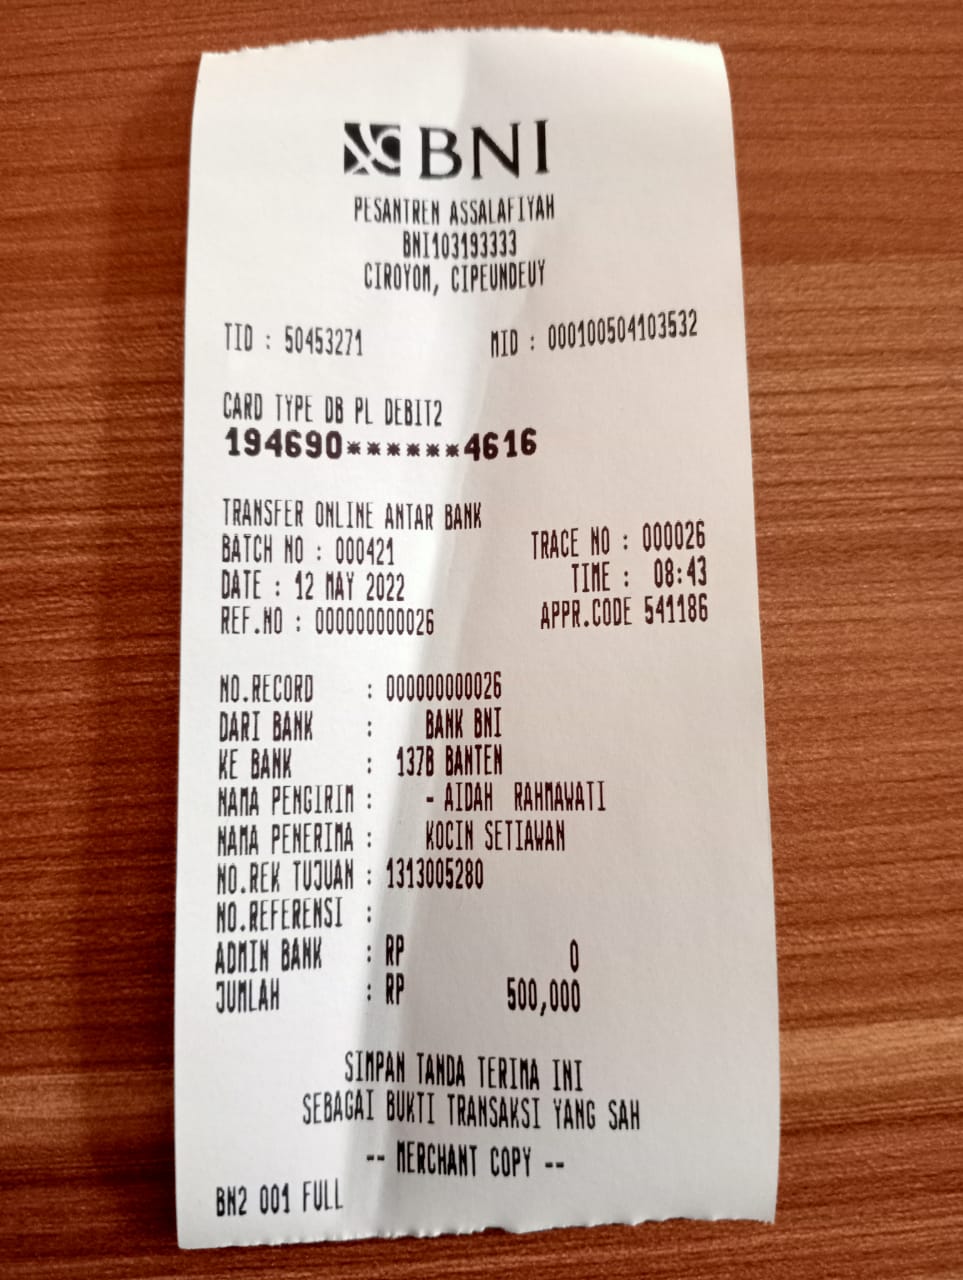 BNI
PESANTREN ASSALAFIYAH
BNI103193333
CIROYOM, CIPEUNDEUY
TID : 50453271 MID : 000100504103532
CARD TYPE DB PL DEBIT2
194690******4616
TRANSFER ONLINE ANTAR BANK
BATCH NO : 000421 TRACE NO : 000026
DATE : 12 MAY 2022 TIME : 08:43
REF.NO : 000000000026 APPR.CODE 541186
NO.RECORD : 000000000026
DARI BANK : BANK BNI
KE BANK : 137B BANTEN
NAMA PENGIRIM : - AIDAH RAHMAWATI
NAMA PENERIMA : KOCIN SETIAWAN
NO.REK TUJUAN : 1313005280
NO.REFERENSI :
ADMIN BANK : RP 0
JUMLAH : RP 500,000
SIMPAN TANDA TERIMA INI
SEBAGAI BUKTI TRANSAKSI YANG SAH
-- MERCHANT COPY --
BN2 001 FULL